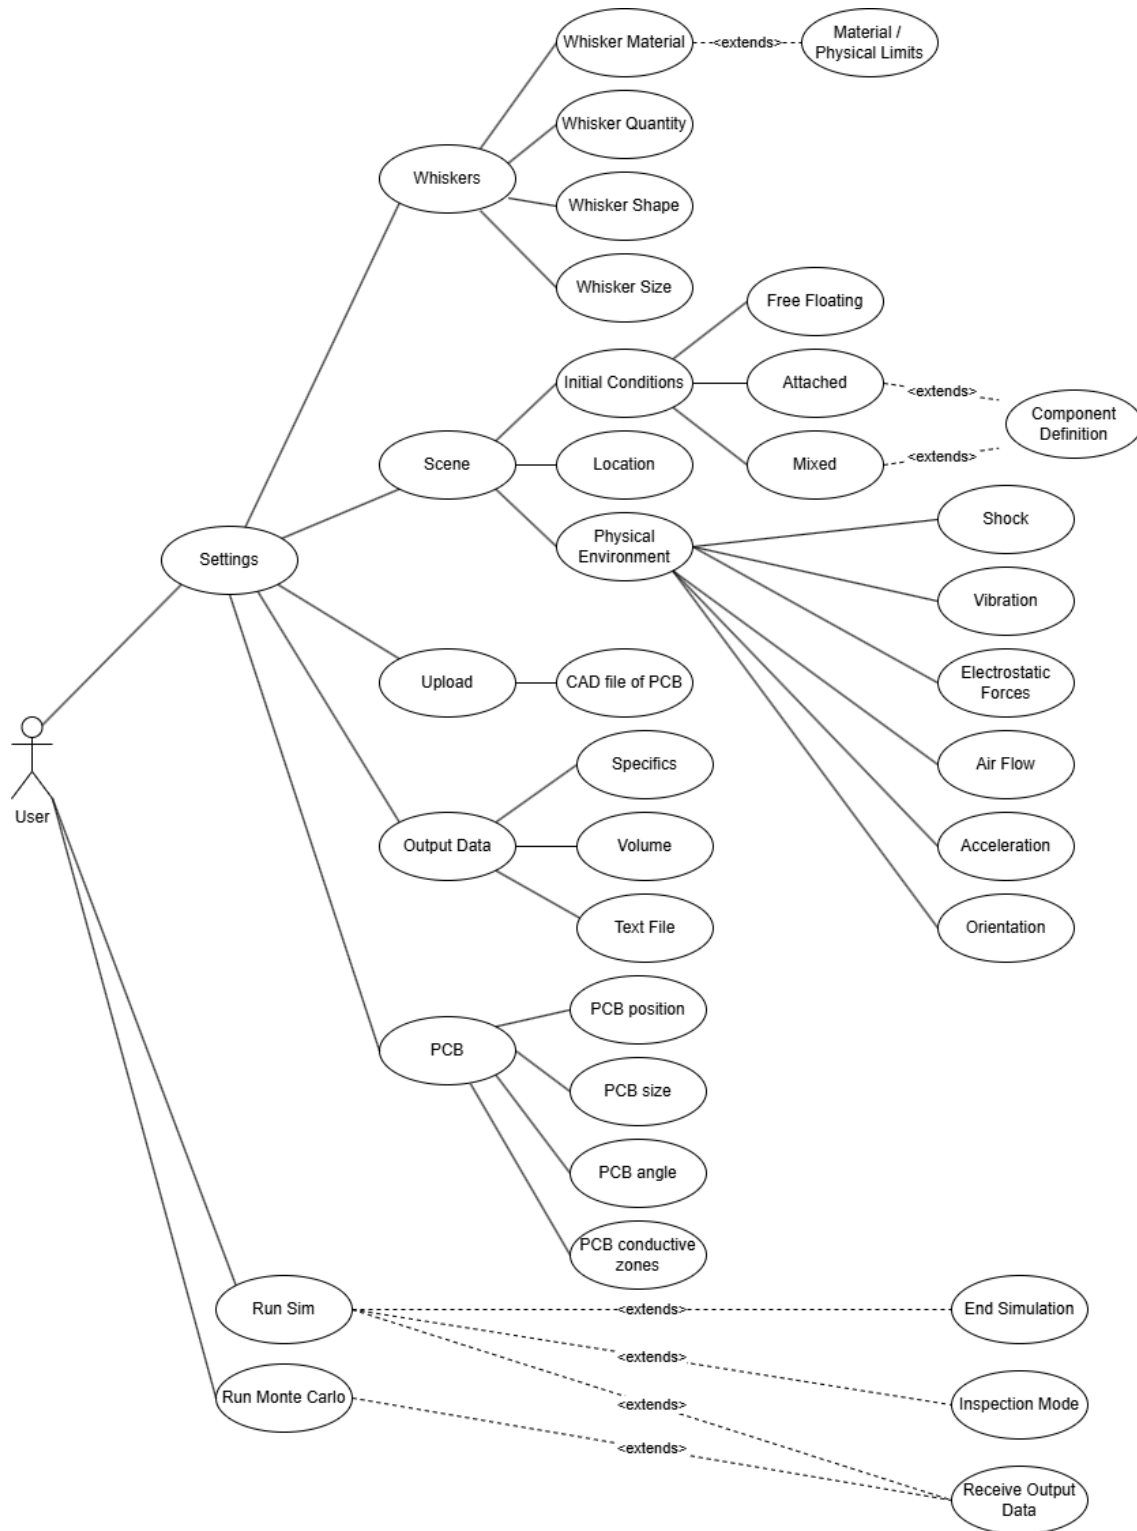 Whisker Material
<extends>
Material /
Physical Limits
Whisker Quantity
Whiskers
Whisker Shape
Whisker Size
Free Floating
Initial Conditions
Attached
<extends>
Component
Definition
Scene
Location
Mixed
<extends>
Shock
Physical
Environment
Settings
Vibration
Electrostatic
Forces
Upload
CAD file of PCB
Specifics
Air Flow
User
Output Data
Volume
Acceleration
Text File
Orientation
PCB position
PCB
PCB size
PCB angle
PCB conductive
zones
Run Sim
<extends>
End Simulation
<extends>
Run Monte Carlo
<extends>
Inspection Mode
<extends>
Receive Output
Data